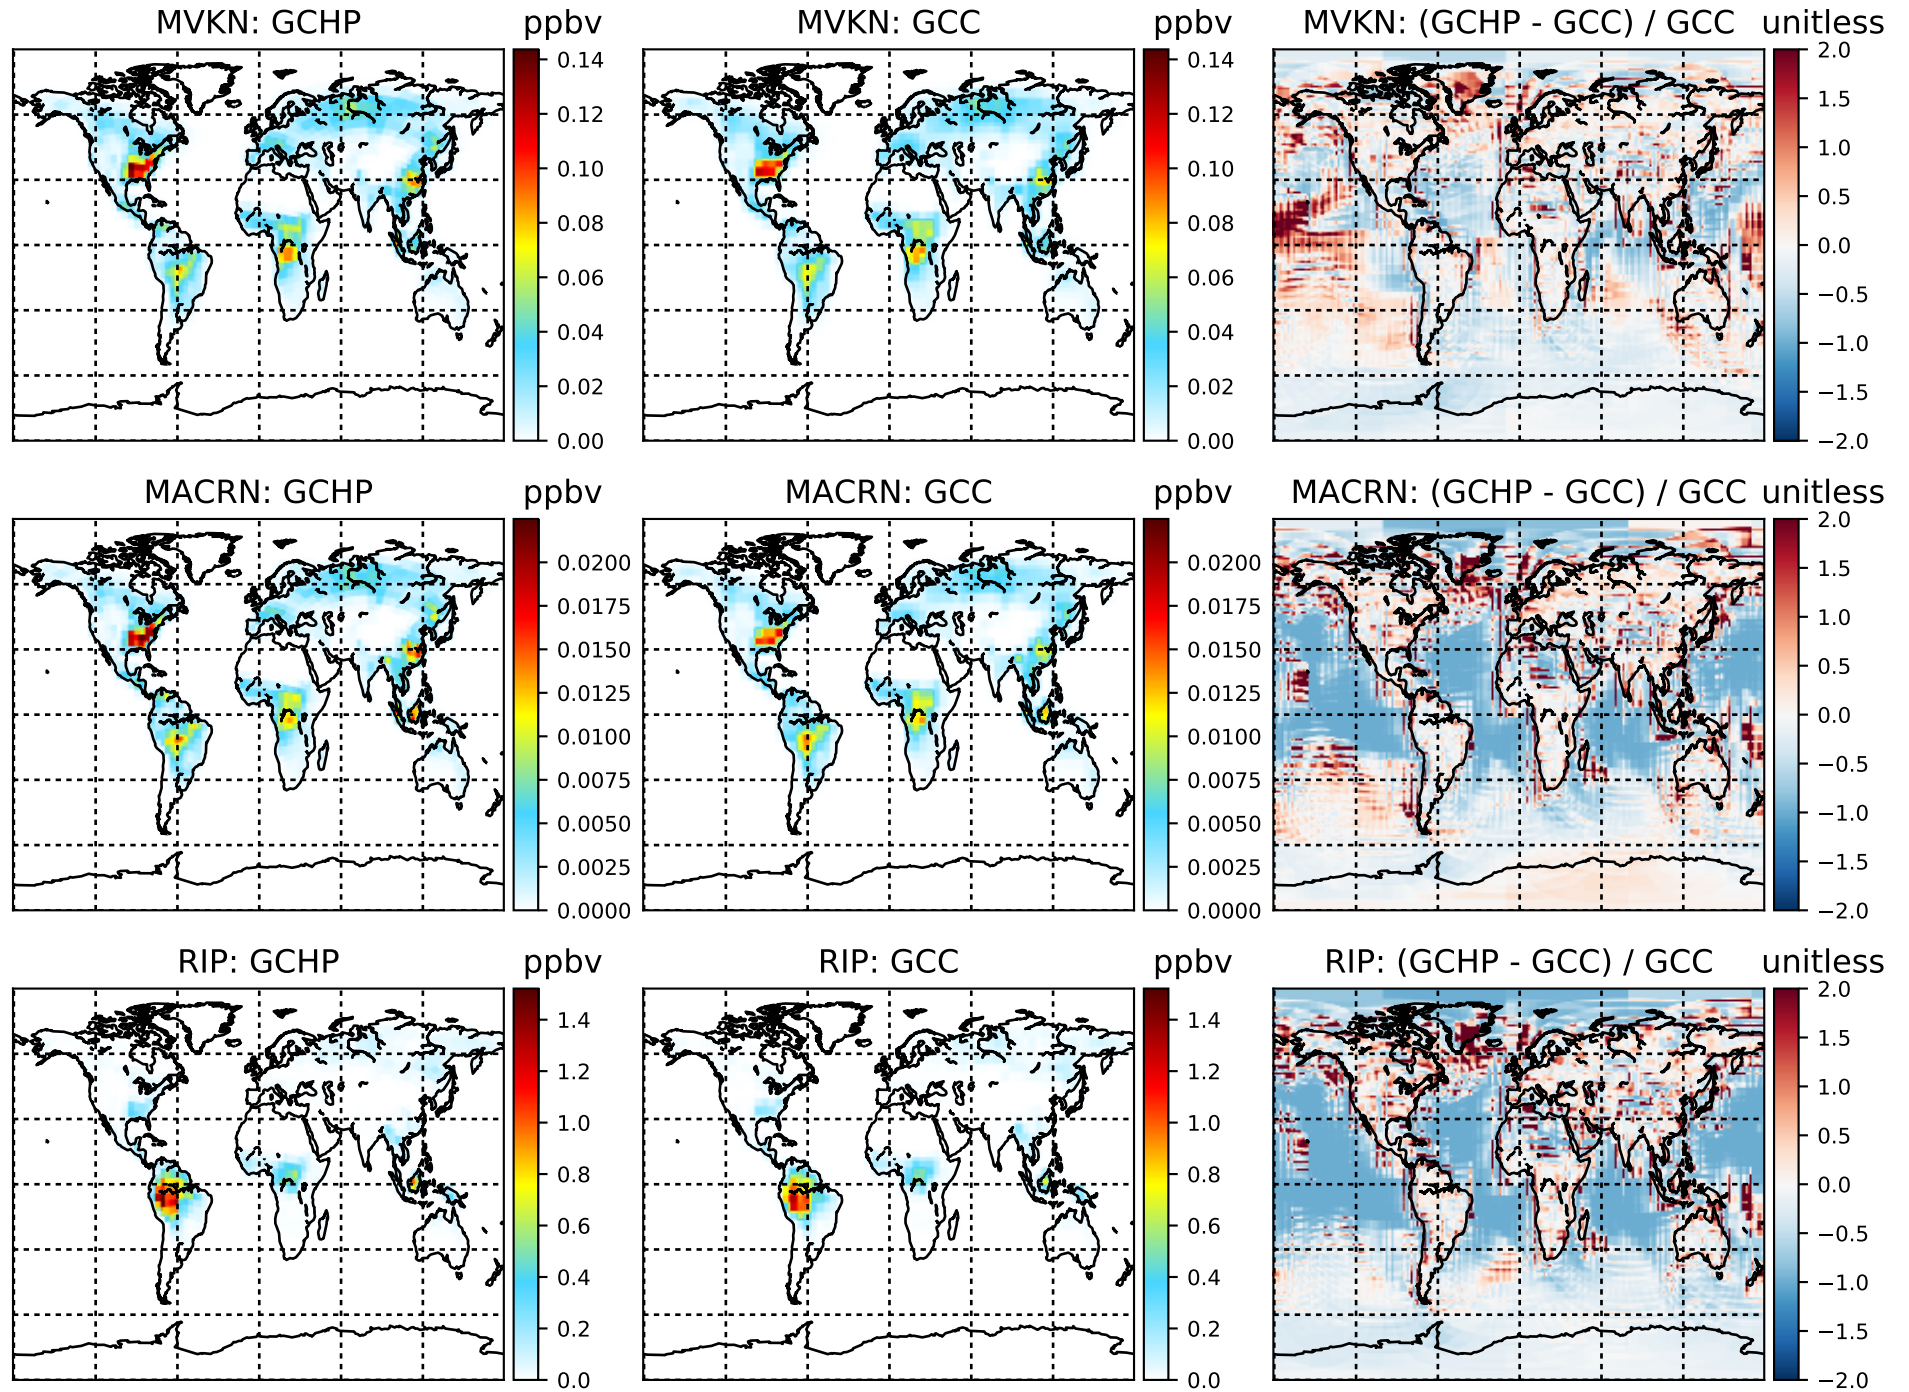 MVKN: GCHP ppbv MVKN: GCC ppbv MVKN: (GCHP - GCC) / GCC unitless
0.14 0.14 2.0
0.12 0.12 1.5
0.10 0.10 1.0
0.08 0.08 0.5
0.06 0.06 0.0
0.04 0.04 −0.5
0.02 0.02 −1.0
0.00 0.00 −1.5
−2.0
MACRN: GCHP ppbv MACRN: GCC ppbv MACRN: (GCHP - GCC) / GCC unitless
0.0200 0.0200 2.0
0.0175 0.0175 1.5
0.0150 0.0150 1.0
0.0125 0.0125 0.5
0.0100 0.0100 0.0
0.0075 0.0075 −0.5
0.0050 0.0050 −1.0
0.0025 0.0025 −1.5
0.0000 0.0000 −2.0
RIP: GCHP ppbv RIP: GCC ppbv RIP: (GCHP - GCC) / GCC unitless
1.4 1.4 2.0
1.2 1.2 1.5
1.0 1.0 1.0
0.8 0.8 0.5
0.6 0.6 0.0
0.4 0.4 −0.5
0.2 0.2 −1.0
0.0 0.0 −1.5
−2.0